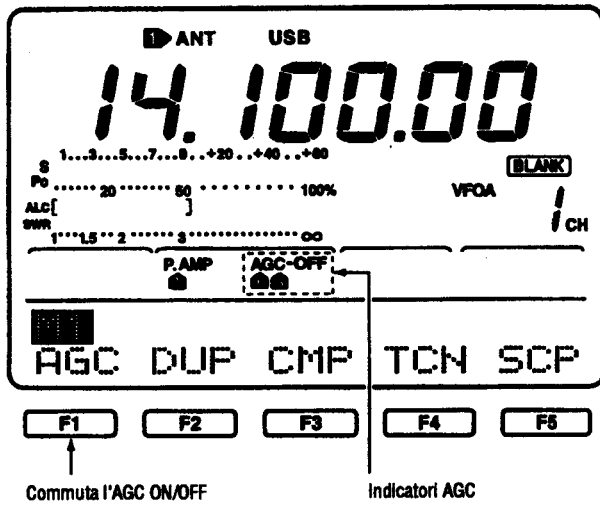 1 ANT USB
14.100.00
1...3...5...7...9..+20..+40..+60
S
Po ...... 20 ...... 50 ........ 100%
BLANK
VFOA
1 CH
ALC[ ]
SWR
1...1.5..2.....3...............∞
P.AMP AGC-OFF
M1
AGC DUP CMP TCN SCP
F1 F2 F3 F4 F5
Commuta l'AGC ON/OFF
Indicatori AGC